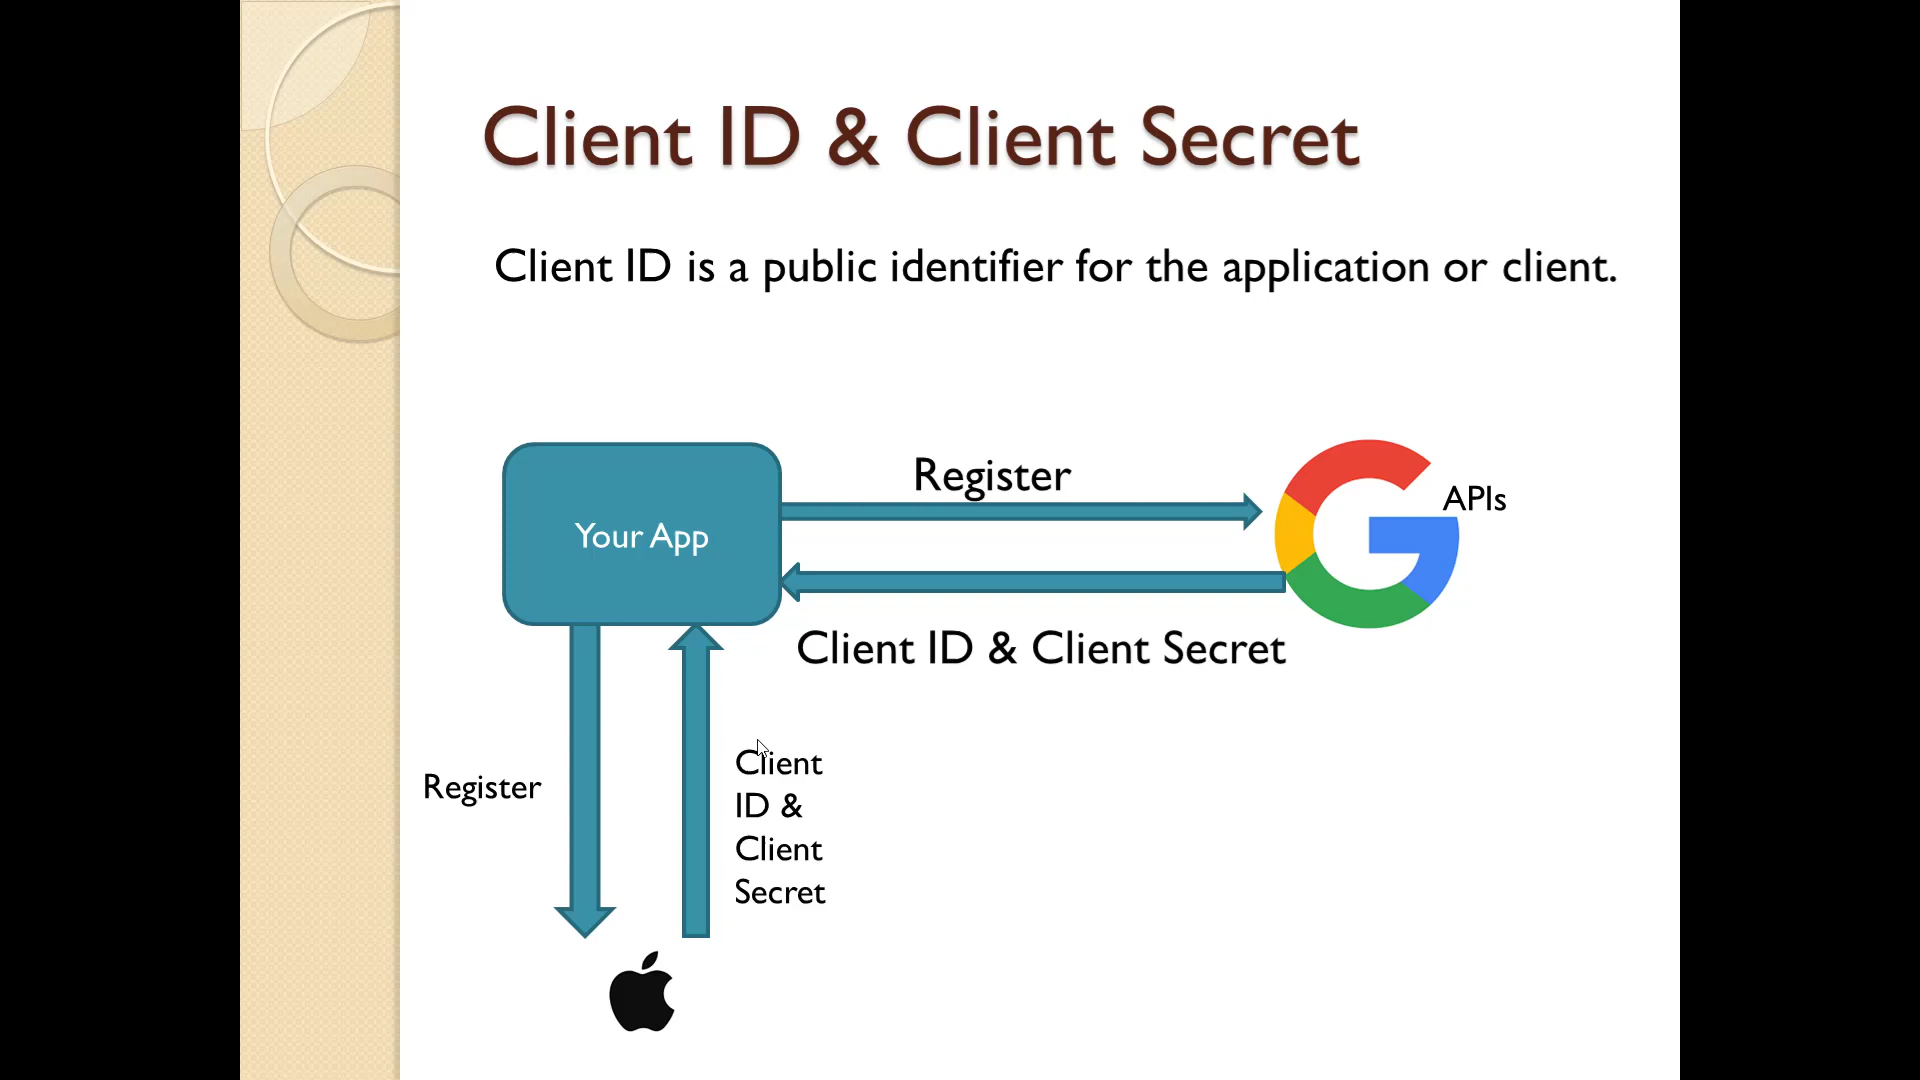 Client ID & Client Secret
Client ID is a public identifier for the application or client.
Register
APIs
Your App
Client ID & Client Secret
Register
Client
ID &
Client
Secret